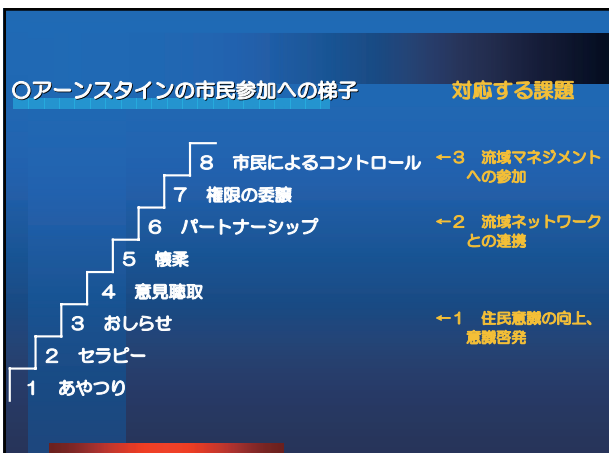 ○アーンスタインの市民参加への梯子
対応する課題
8 市民によるコントロール
←3 流域マネジメント
への参加
7 権限の委譲
6 パートナーシップ
←2 流域ネットワーク
との連携
5 懐柔
4 意見聴取
3 おしらせ
←1 住民意識の向上、
意識啓発
2 セラピー
1 あやつり